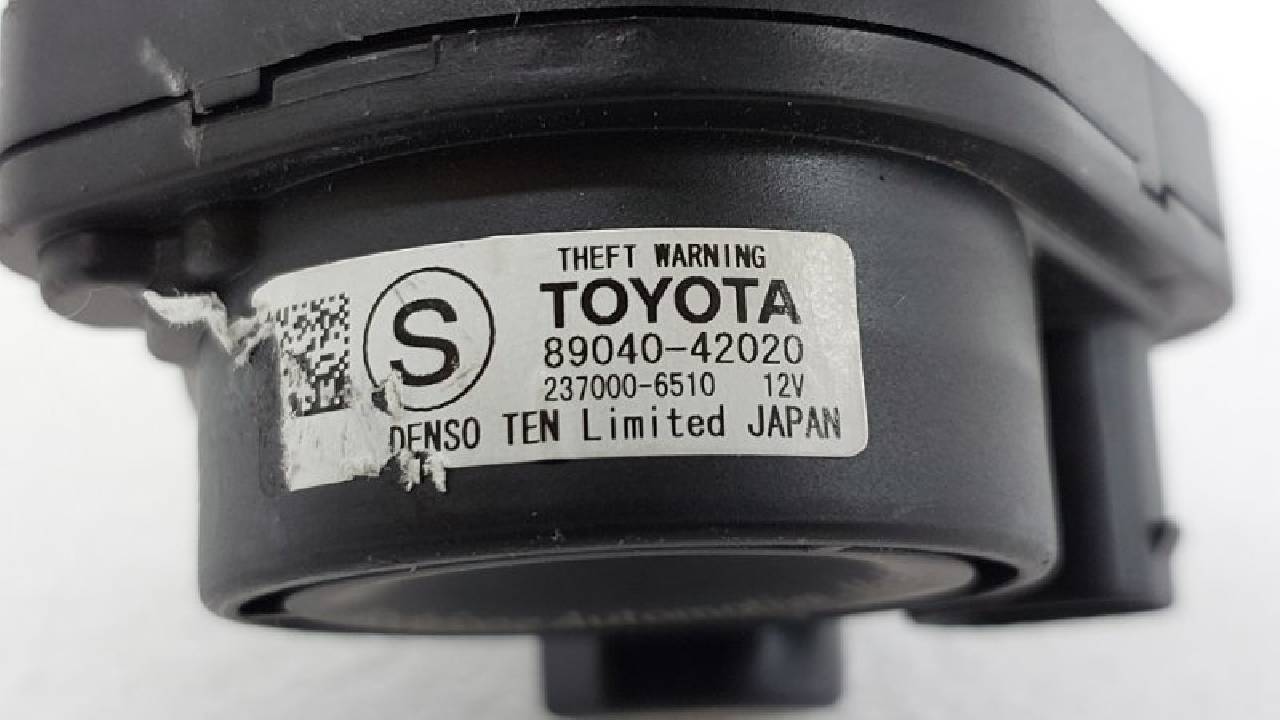 THEFT WARNING
S
TOYOTA
89040-42020
237000-6510 12V
DENSO TEN Limited JAPAN